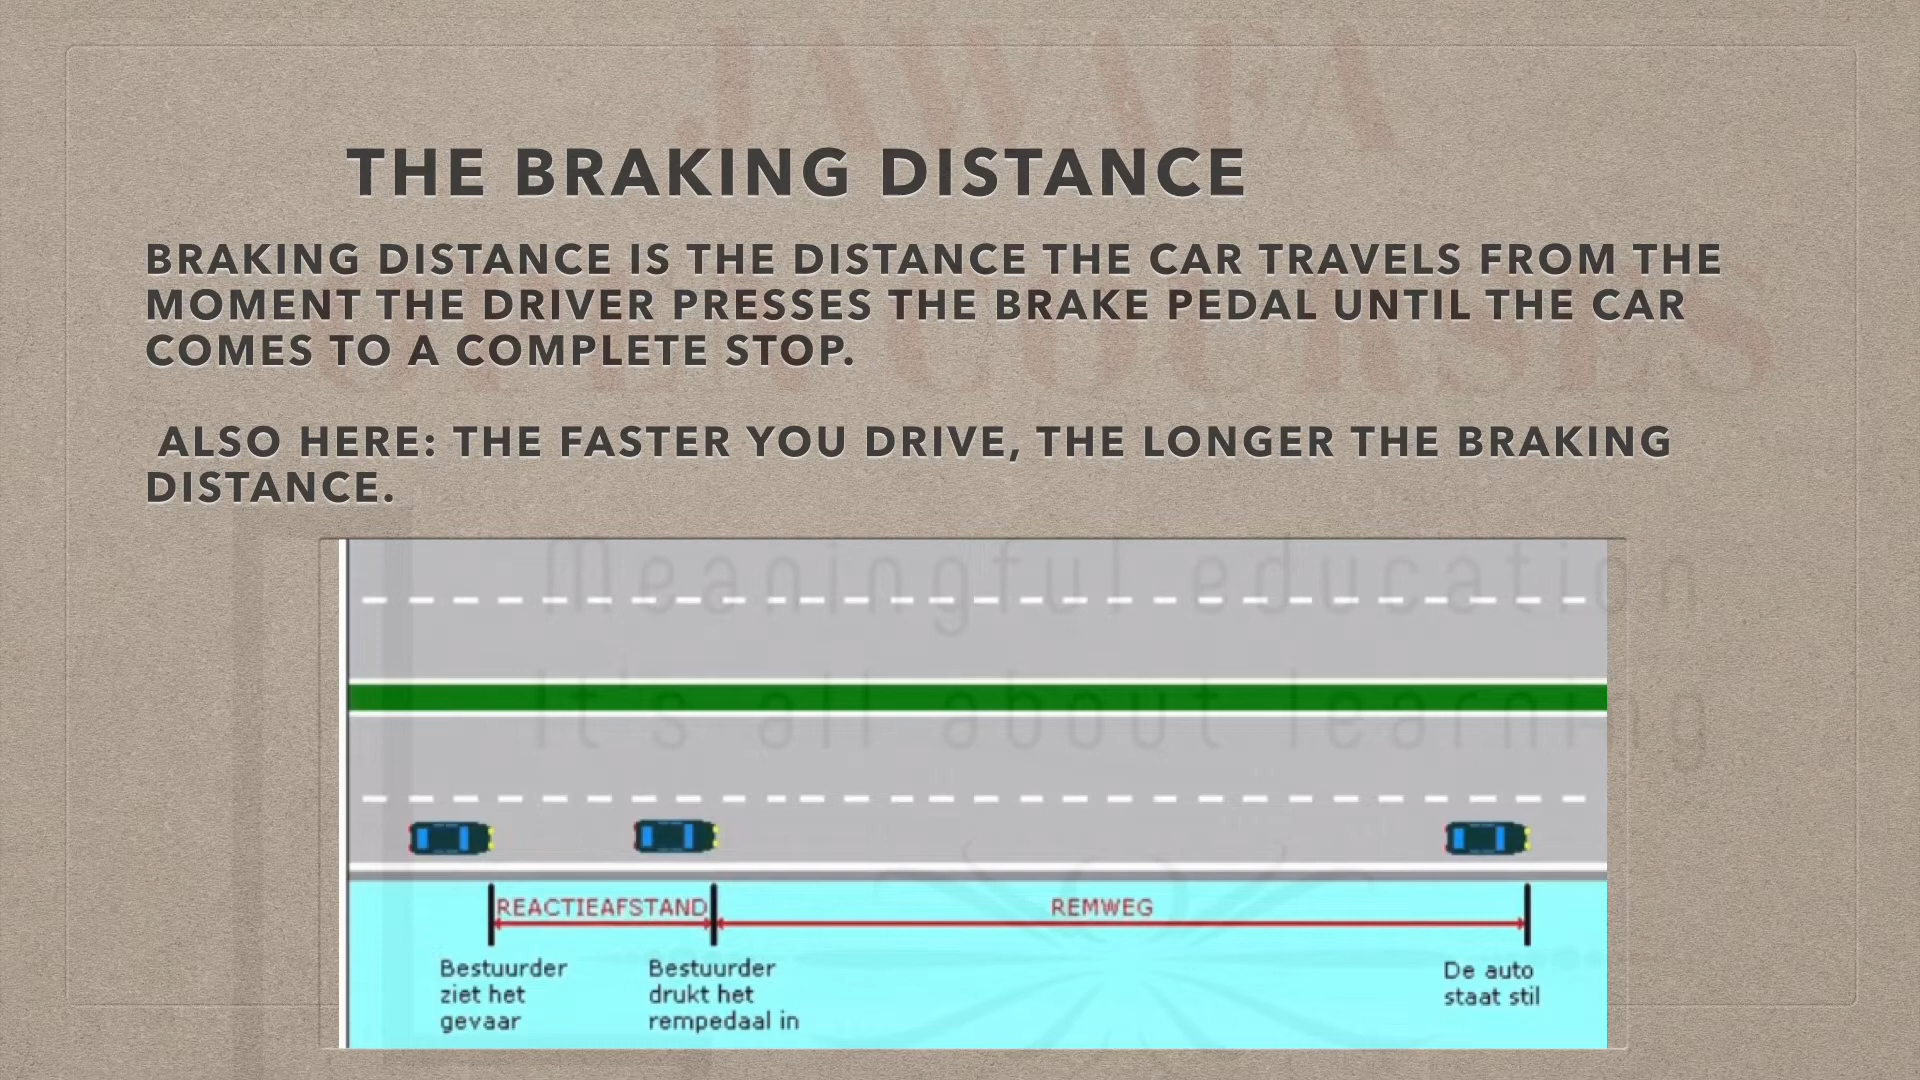 JAWAFA
THE BRAKING DISTANCE
BRAKING DISTANCE IS THE DISTANCE THE CAR TRAVELS FROM THE
MOMENT THE DRIVER PRESSES THE BRAKE PEDAL UNTIL THE CAR
COMES TO A COMPLETE STOP.
OPEN COURSES
ALSO HERE: THE FASTER YOU DRIVE, THE LONGER THE BRAKING
DISTANCE.
Meaningful education
It's all about learning
REACTIEAFSTAND
REMWEG
Bestuurder
ziet het
gevaar
Bestuurder
drukt het
rempedaal in
De auto
staat stil